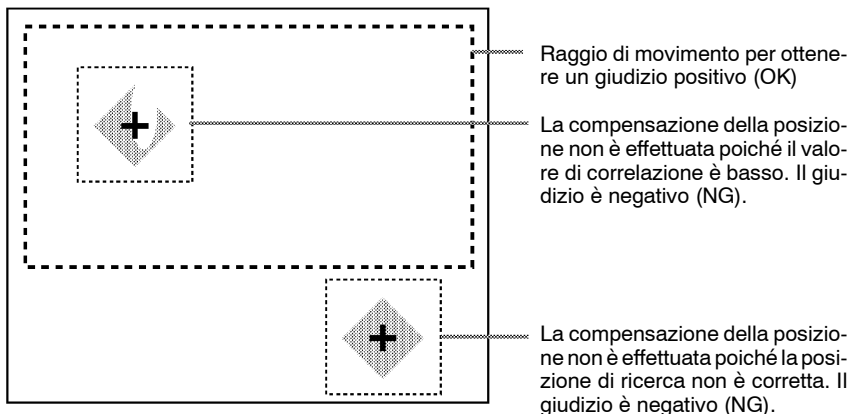 Raggio di movimento per ottene-
re un giudizio positivo (OK)
La compensazione della posizio-
ne non è effettuata poiché il valo-
re di correlazione è basso. Il giu-
dizio è negativo (NG).
La compensazione della posizio-
ne non è effettuata poiché la posi-
zione di ricerca non è corretta. Il
giudizio è negativo (NG).